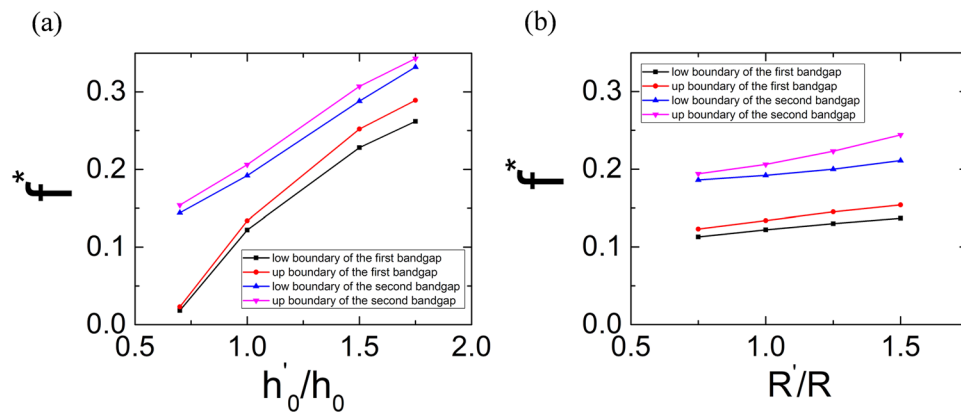 (a)
0.3
0.2
0.1
0.0
f*
low boundary of the first bandgap
up boundary of the first bandgap
low boundary of the second bandgap
up boundary of the second bandgap
0.5 1.0 1.5 2.0
h'₀/h₀
(b)
low boundary of the first bandgap
up boundary of the first bandgap
low boundary of the second bandgap
up boundary of the second bandgap
0.3
0.2
0.1
0.0
f*
0.5 1.0 1.5
R'/R